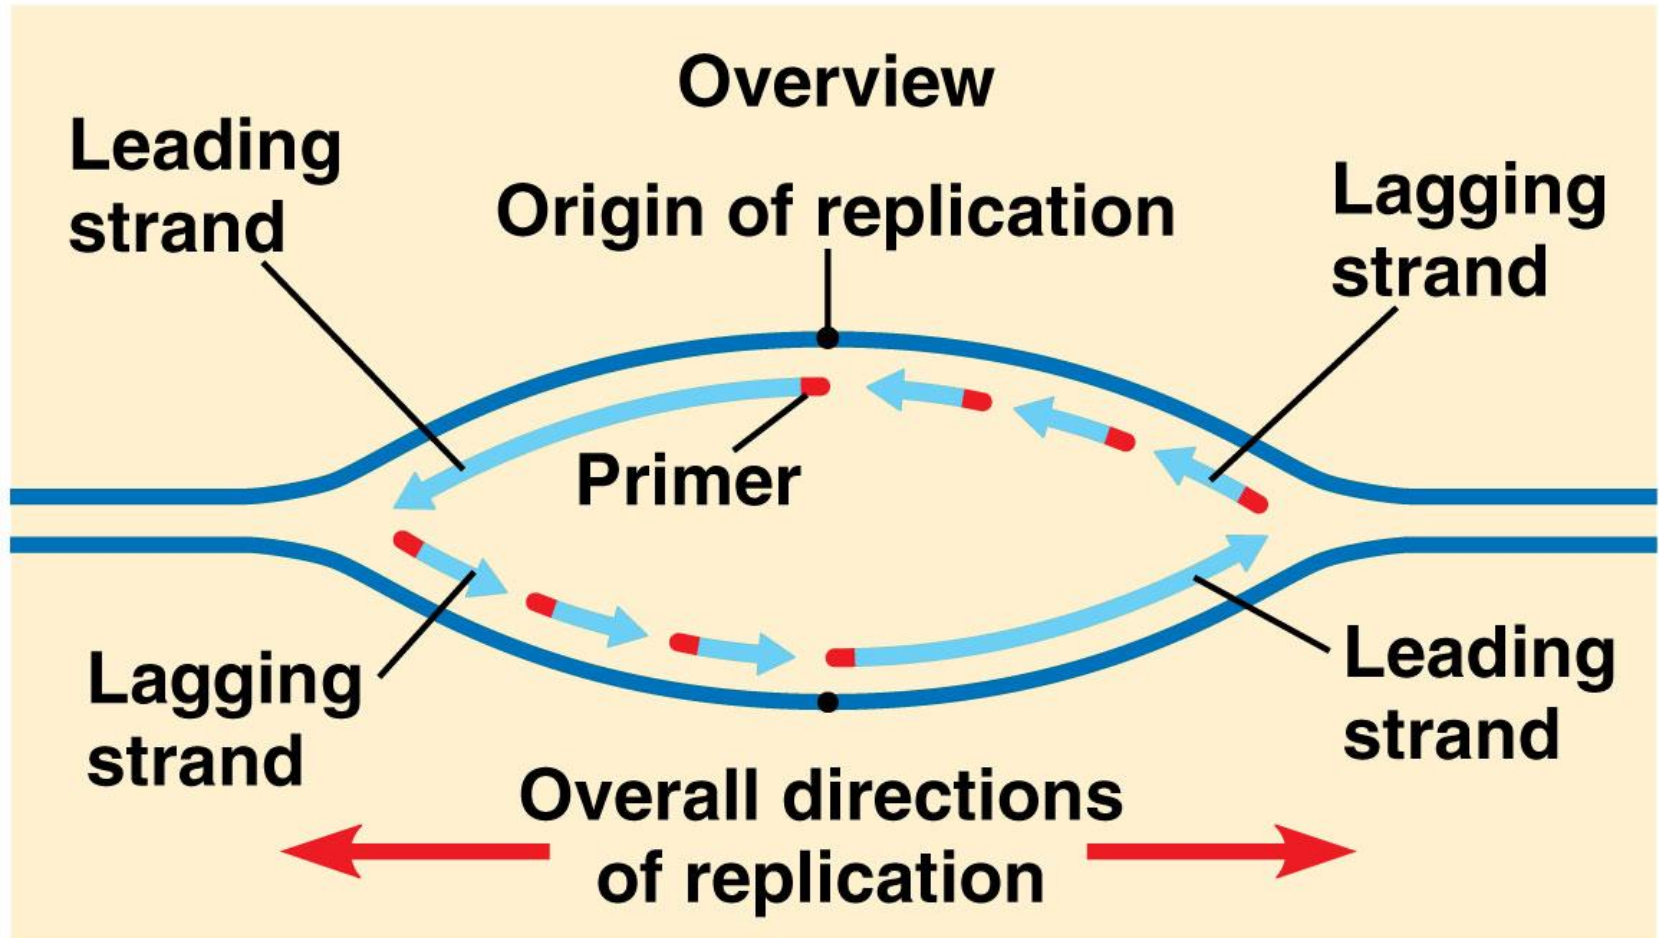 Overview
Leading
strand
Origin of replication
Lagging
strand
Primer
Lagging
strand
Leading
strand
Overall directions
of replication